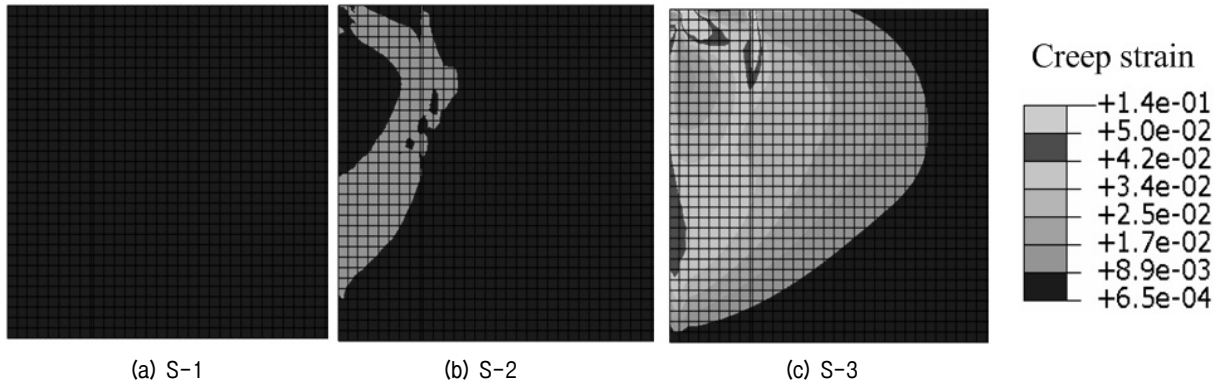 Creep strain
+1.4e-01
+5.0e-02
+4.2e-02
+3.4e-02
+2.5e-02
+1.7e-02
+8.9e-03
+6.5e-04
(a) S-1
(b) S-2
(c) S-3